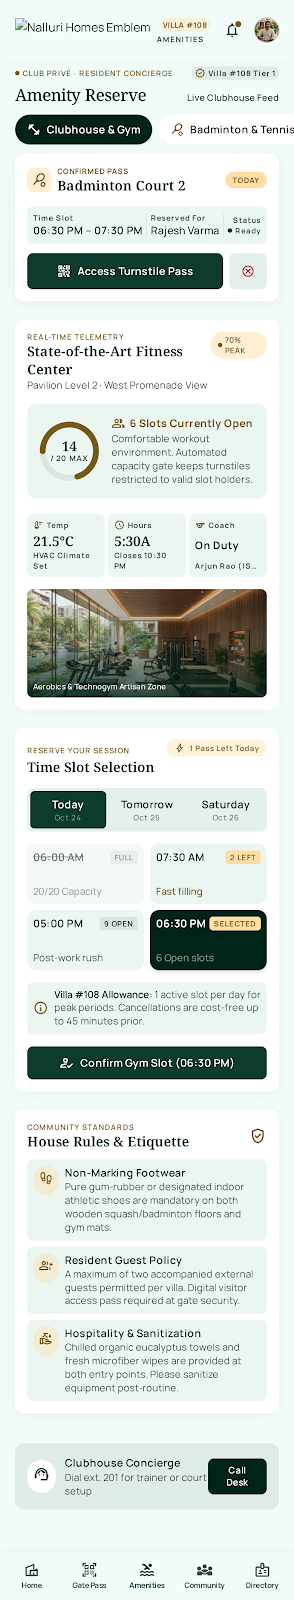 Nalluri Homes Emblem
VILLA #108
AMENITIES
CLUB PRIVÉ · RESIDENT CONCIERGE
Villa #108 Tier 1
Amenity Reserve
Live Clubhouse Feed
Clubhouse & Gym
Badminton & Tennis
CONFIRMED PASS
Badminton Court 2
TODAY
Time Slot
06:30 PM – 07:30 PM
Reserved For
Rajesh Varma
Status
Ready
Access Turnstile Pass
REAL-TIME TELEMETRY
State-of-the-Art Fitness
Center
70%
PEAK
Pavilion Level 2 · West Promenade View
14
/ 20 MAX
6 Slots Currently Open
Comfortable workout
environment. Automated
capacity gate keeps turnstiles
restricted to valid slot holders.
Temp
21.5°C
HVAC Climate
Set
Hours
5:30A
Closes 10:30
PM
Coach
On Duty
Arjun Rao (IS...
Aerobics & Technogym Artisan Zone
RESERVE YOUR SESSION
1 Pass Left Today
Time Slot Selection
Today
Oct 24
Tomorrow
Oct 25
Saturday
Oct 26
06:00 AM
FULL
20/20 Capacity
07:30 AM
2 LEFT
Fast filling
05:00 PM
9 OPEN
Post-work rush
06:30 PM
SELECTED
6 Open slots
Villa #108 Allowance: 1 active slot per day for
peak periods. Cancellations are cost-free up
to 45 minutes prior.
Confirm Gym Slot (06:30 PM)
COMMUNITY STANDARDS
House Rules & Etiquette
Non-Marking Footwear
Pure gum-rubber or designated indoor
athletic shoes are mandatory on both
wooden squash/badminton floors and
gym mats.
Resident Guest Policy
A maximum of two accompanied external
guests permitted per villa. Digital visitor
access pass required at gate security.
Hospitality & Sanitization
Chilled organic eucalyptus towels and
fresh microfiber wipes are provided at
both entry points. Please sanitize
equipment post-routine.
Clubhouse Concierge
Dial ext. 201 for trainer or court
setup
Call
Desk
Home
Gate Pass
Amenities
Community
Directory